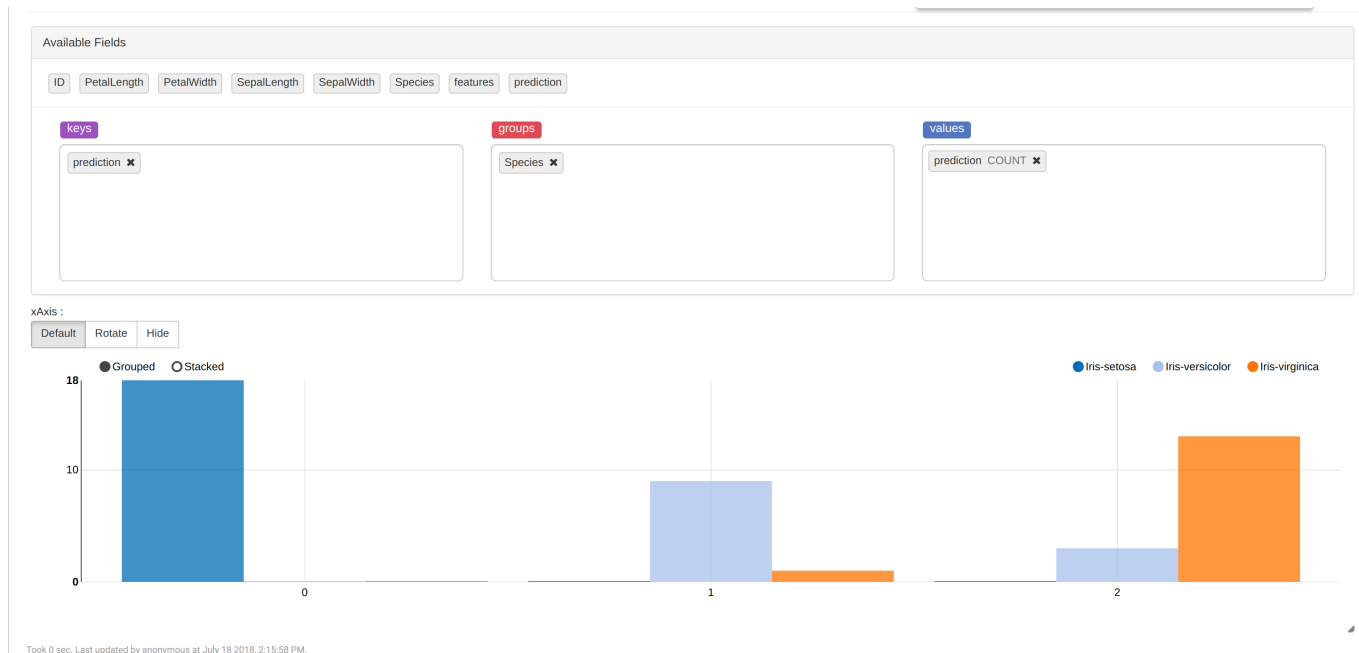 Available Fields
ID PetalLength PetalWidth SepalLength SepalWidth Species features prediction
keys groups values
prediction ✖ Species ✖ prediction COUNT ✖
xAxis :
Default Rotate Hide
Grouped Stacked Iris-setosa Iris-versicolor Iris-virginica
18
10
0
0 1 2
Took 0 sec. Last updated by anonymous at July 18 2018, 2:15:58 PM.